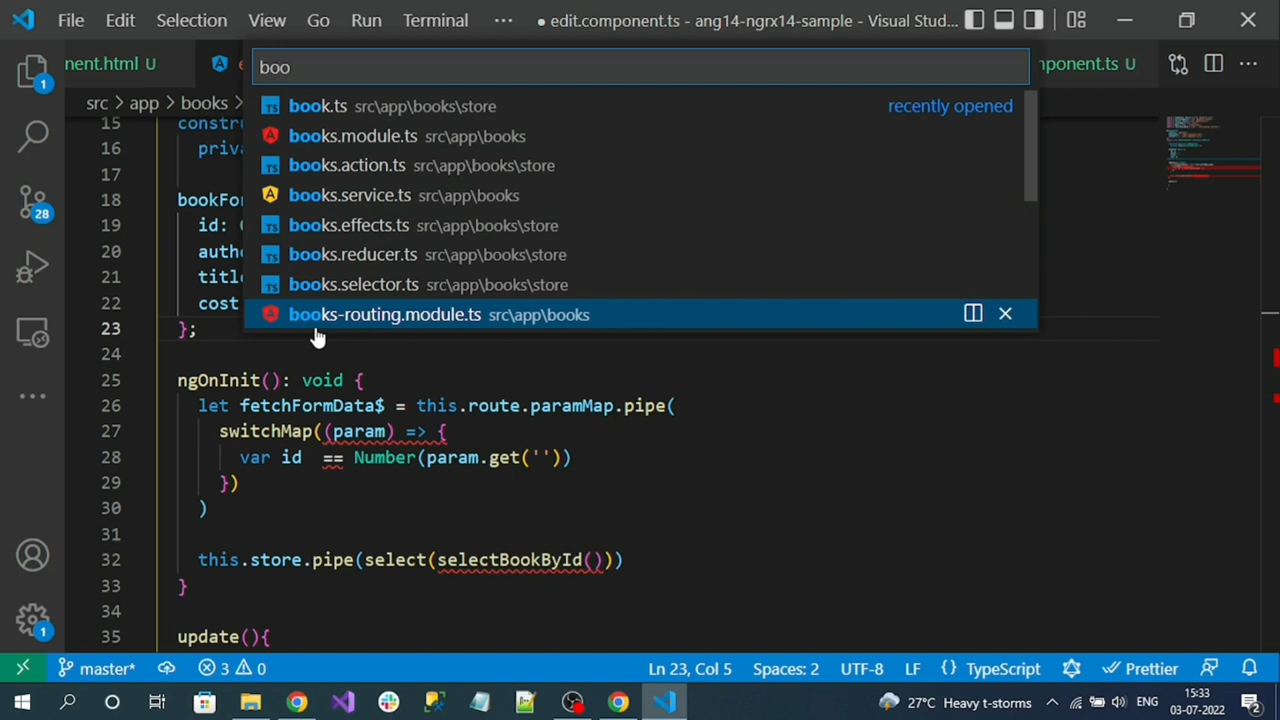 File Edit Selection View Go Run Terminal ··· ● edit.component.ts - ang14-ngrx14-sample - Visual Stud...
nent.html U
mponent.ts U ···
boo
src > app > books >
book.ts src\app\books\store recently opened
books.module.ts src\app\books
books.action.ts src\app\books\store
books.service.ts src\app\books
books.effects.ts src\app\books\store
books.reducer.ts src\app\books\store
books.selector.ts src\app\books\store
books-routing.module.ts src\app\books
15 constr
16 priva
17
18 bookFor
19 id:
20 autho
21 titl
22 cost
23 };
24
25 ngOnInit(): void {
26 let fetchFormData$ = this.route.paramMap.pipe(
27 switchMap((param) => {
28 var id == Number(param.get(''))
29 })
30 )
31
32 this.store.pipe(select(selectBookById()))
33 }
34
35 update(){
1
28
1
master* 3 0 Ln 23, Col 5 Spaces: 2 UTF-8 LF {} TypeScript Prettier
27°C Heavy t-storms ENG 15:33
03-07-2022 2